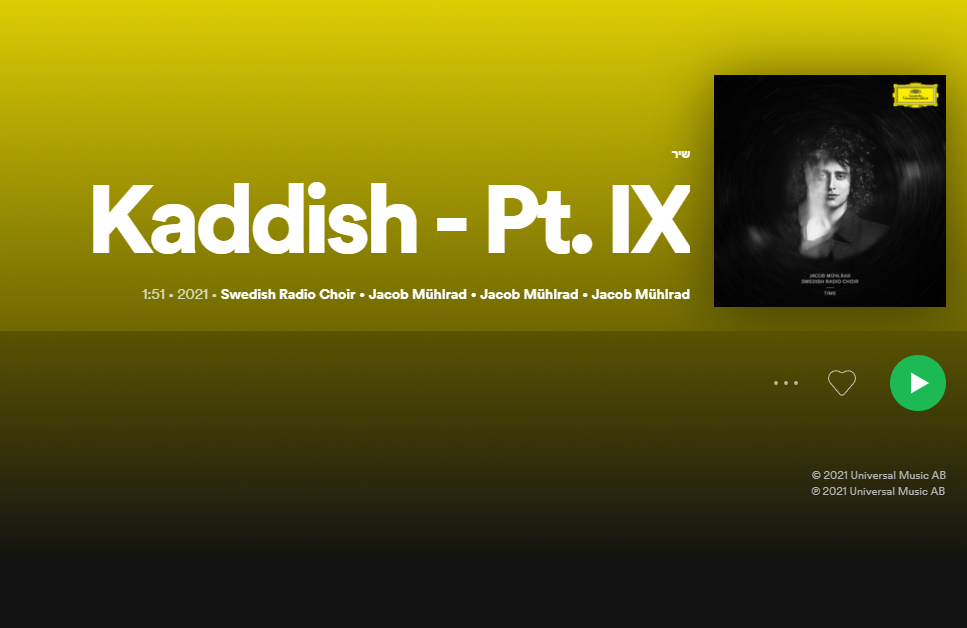 שיר
Kaddish - Pt. IX
1:51 • 2021 • Swedish Radio Choir • Jacob Mühlrad • Jacob Mühlrad • Jacob Mühlrad
JACOB MÜHLRAD
SWEDISH RADIO CHOIR
TIME
© 2021 Universal Music AB
℗ 2021 Universal Music AB